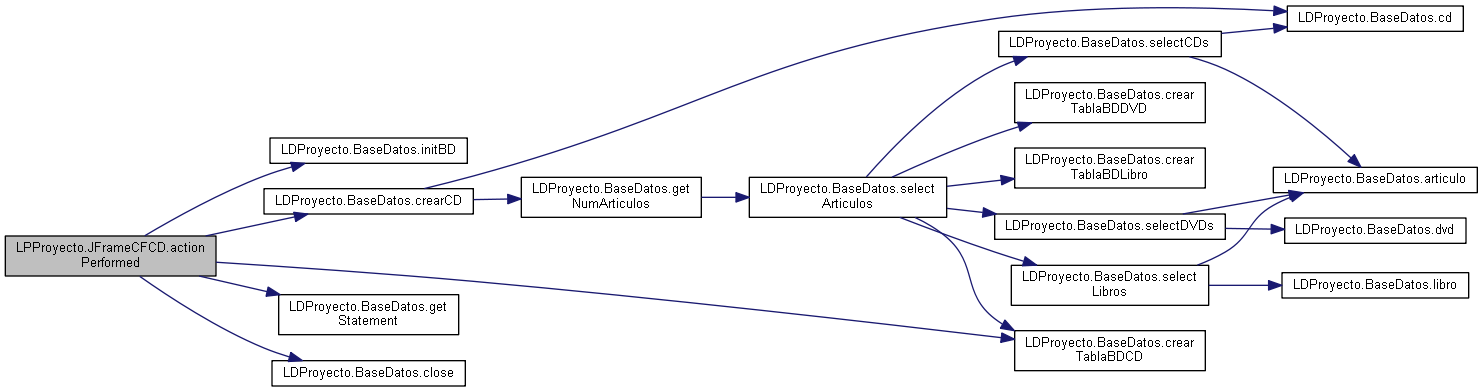 LPProyecto.JFrameCFCD.action
Performed
LDProyecto.BaseDatos.initBD
LDProyecto.BaseDatos.crearCD
LDProyecto.BaseDatos.get
Statement
LDProyecto.BaseDatos.close
LDProyecto.BaseDatos.get
NumArticulos
LDProyecto.BaseDatos.select
Articulos
LDProyecto.BaseDatos.selectCDs
LDProyecto.BaseDatos.crear
TablaBDDVD
LDProyecto.BaseDatos.crear
TablaBDLibro
LDProyecto.BaseDatos.selectDVDs
LDProyecto.BaseDatos.select
Libros
LDProyecto.BaseDatos.crear
TablaBDCD
LDProyecto.BaseDatos.cd
LDProyecto.BaseDatos.articulo
LDProyecto.BaseDatos.dvd
LDProyecto.BaseDatos.libro